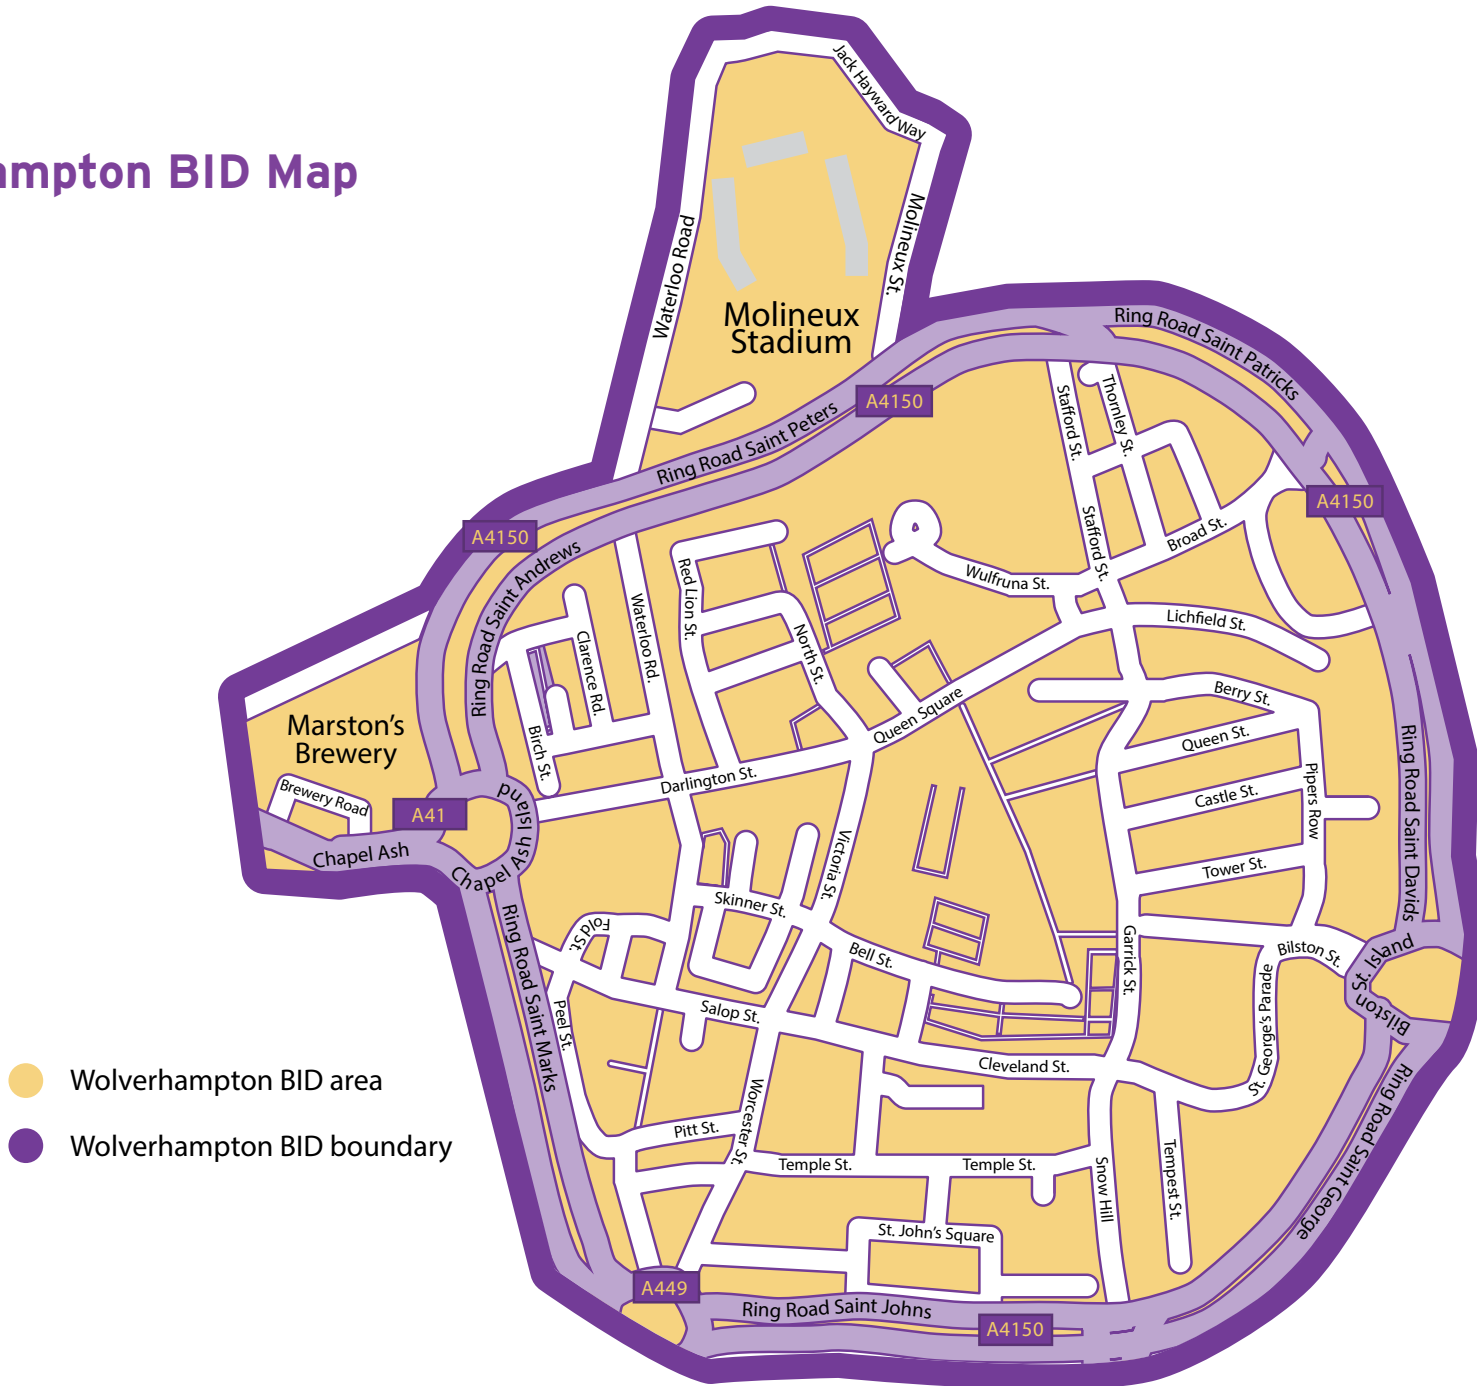 ampton BID Map
Jack Hayward Way
Molineux St.
Waterloo Road
Molineux
Stadium
Ring Road Saint Patricks
A4150
Ring Road Saint Peters
Stafford St.
Thornley St.
A4150
A4150
Ring Road Saint Andrews
Stafford St.
Broad St.
Wulfruna St.
Lichfield St.
Red Lion St.
Waterloo Rd.
North St.
Clarence Rd.
Birch St.
Queen Square
Berry St.
Queen St.
Castle St.
Pipers Row
Tower St.
Ring Road Saint Davids
Marston’s
Brewery
Brewery Road
A41
Chapel Ash
Chapel Ash Island
Darlington St.
Victoria St.
Skinner St.
Fold St.
Bell St.
Garrick St.
Bilston St.
Bilston St. Island
St. George's Parade
Ring Road Saint Marks
Peel St.
Salop St.
Cleveland St.
Worcester St.
Pitt St.
Temple St.
Temple St.
Snow Hill
Tempest St.
Ring Road Saint George
St. John's Square
A449
Ring Road Saint Johns
A4150
Wolverhampton BID area
Wolverhampton BID boundary